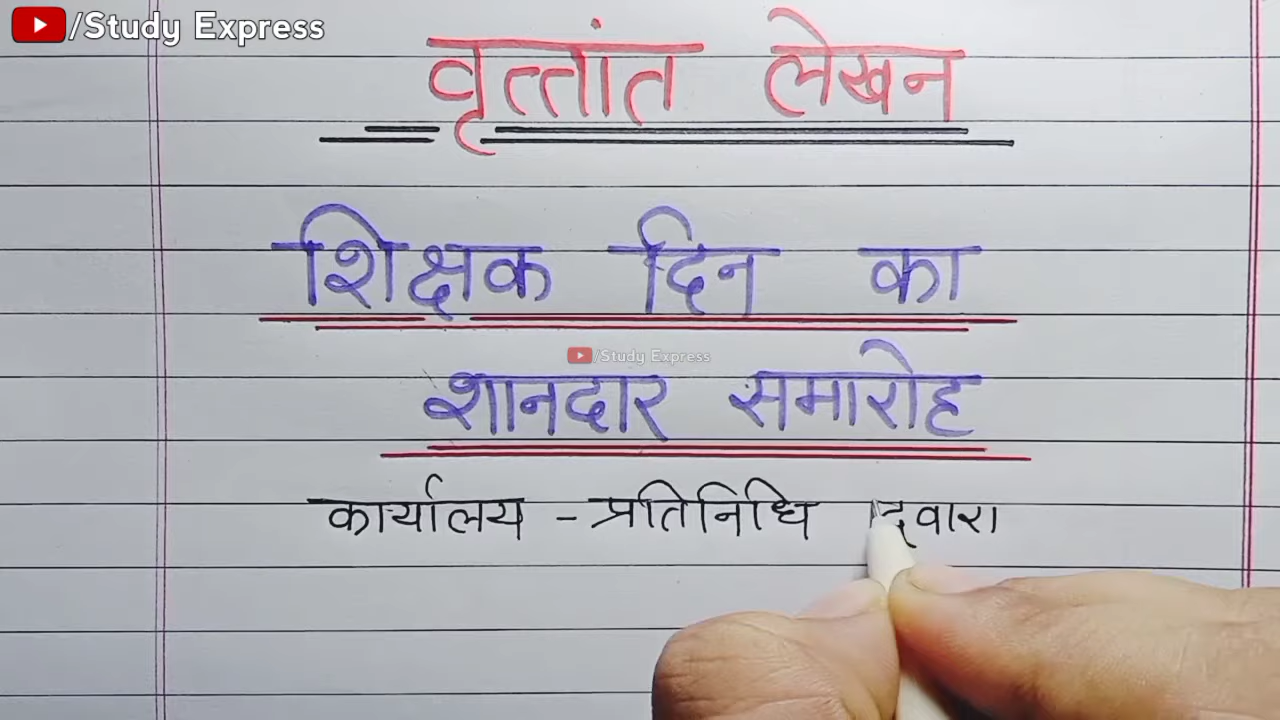 /Study Express
वृत्तांत लेखन
शिक्षक दिन का
/Study Express
शानदार समारोह
कार्यालय - प्रतिनिधि द्वारा